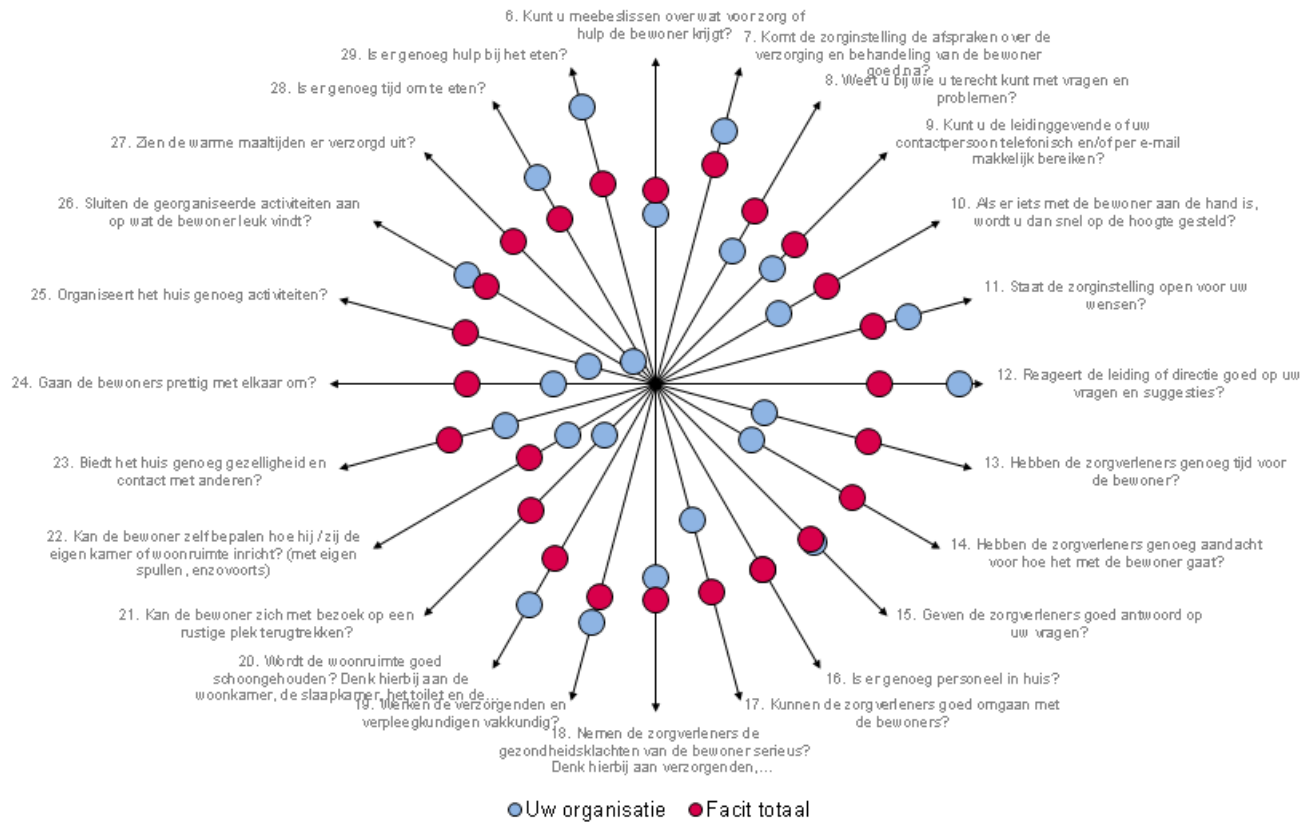 6. Kunt u meebeslissen over wat voor zorg of
hulp de bewoner krijgt?
7. Komt de zorginstelling de afspraken over de
verzorging en behandeling van de bewoner
goed na?
8. Weet u bij wie u terecht kunt met vragen en
problemen?
9. Kunt u de leidinggevende of uw
contactpersoon telefonisch en/of per e-mail
makkelijk bereiken?
10. Als er iets met de bewoner aan de hand is,
wordt u dan snel op de hoogte gesteld?
11. Staat de zorginstelling open voor uw
wensen?
12. Reageert de leiding of directie goed op uw
vragen en suggesties?
13. Hebben de zorgverleners genoeg tijd voor
de bewoner?
14. Hebben de zorgverleners genoeg aandacht
voor hoe het met de bewoner gaat?
15. Geven de zorgverleners goed antwoord op
uw vragen?
16. Is er genoeg personeel in huis?
17. Kunnen de zorgverleners goed omgaan met
de bewoners?
18. Nemen de zorgverleners de
gezondheidsklachten van de bewoner serieus?
Denk hierbij aan verzorgenden,...
19. Werken de verzorgenden en
verpleegkundigen vakkundig?
20. Wordt de woonruimte goed
schoongehouden? Denk hierbij aan de
woonkamer, de slaapkamer, het toilet en de...
21. Kan de bewoner zich met bezoek op een
rustige plek terugtrekken?
22. Kan de bewoner zelf bepalen hoe hij / zij de
eigen kamer of woonruimte inricht? (met eigen
spullen, enzovoorts)
23. Biedt het huis genoeg gezelligheid en
contact met anderen?
24. Gaan de bewoners prettig met elkaar om?
25. Organiseert het huis genoeg activiteiten?
26. Sluiten de georganiseerde activiteiten aan
op wat de bewoner leuk vindt?
27. Zien de warme maaltijden er verzorgd uit?
28. Is er genoeg tijd om te eten?
29. Is er genoeg hulp bij het eten?
Uw organisatie
Facit totaal